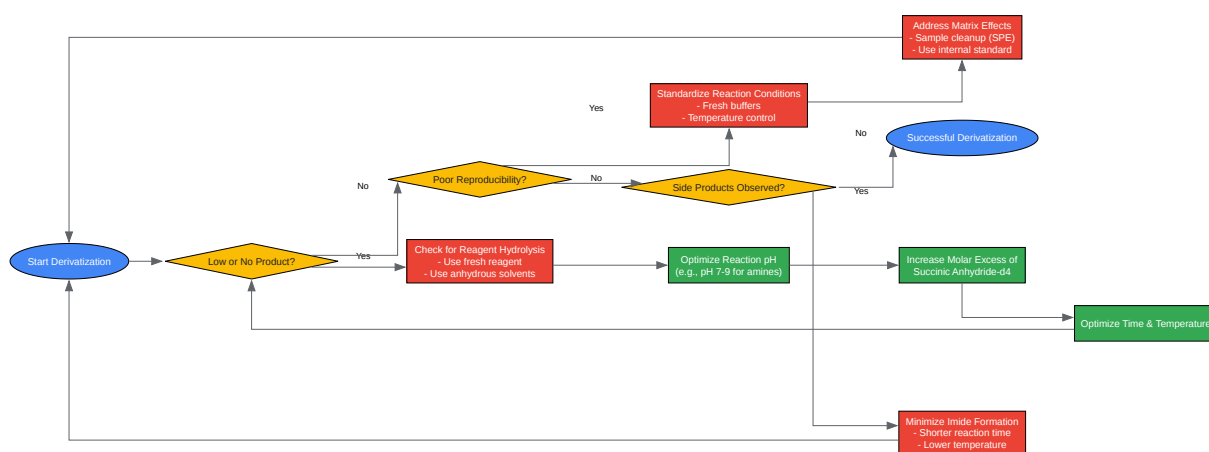 Address Matrix Effects
- Sample cleanup (SPE)
- Use internal standard
Standardize Reaction Conditions
- Fresh buffers
- Temperature control
Yes
No
Successful Derivatization
Poor Reproducibility?
No
No
Side Products Observed?
Yes
Start Derivatization
Low or No Product?
Yes
Check for Reagent Hydrolysis
- Use fresh reagent
- Use anhydrous solvents
Optimize Reaction pH
(e.g., pH 7-9 for amines)
Increase Molar Excess of
Succinic Anhydride-d4
Optimize Time & Temperature
Minimize Imide Formation
- Shorter reaction time
- Lower temperature